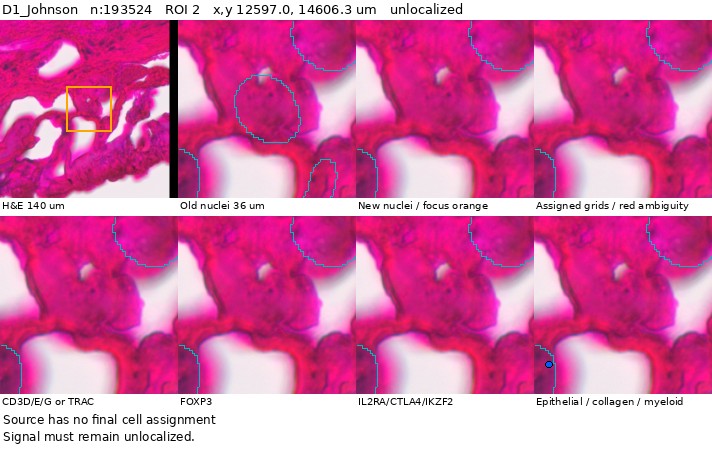 D1_Johnson n:193524 ROI 2 x,y 12597.0, 14606.3 um unlocalized
H&E 140 um
Old nuclei 36 um
New nuclei / focus orange
Assigned grids / red ambiguity
CD3D/E/G or TRAC
FOXP3
IL2RA/CTLA4/IKZF2
Epithelial / collagen / myeloid
Source has no final cell assignment
Signal must remain unlocalized.